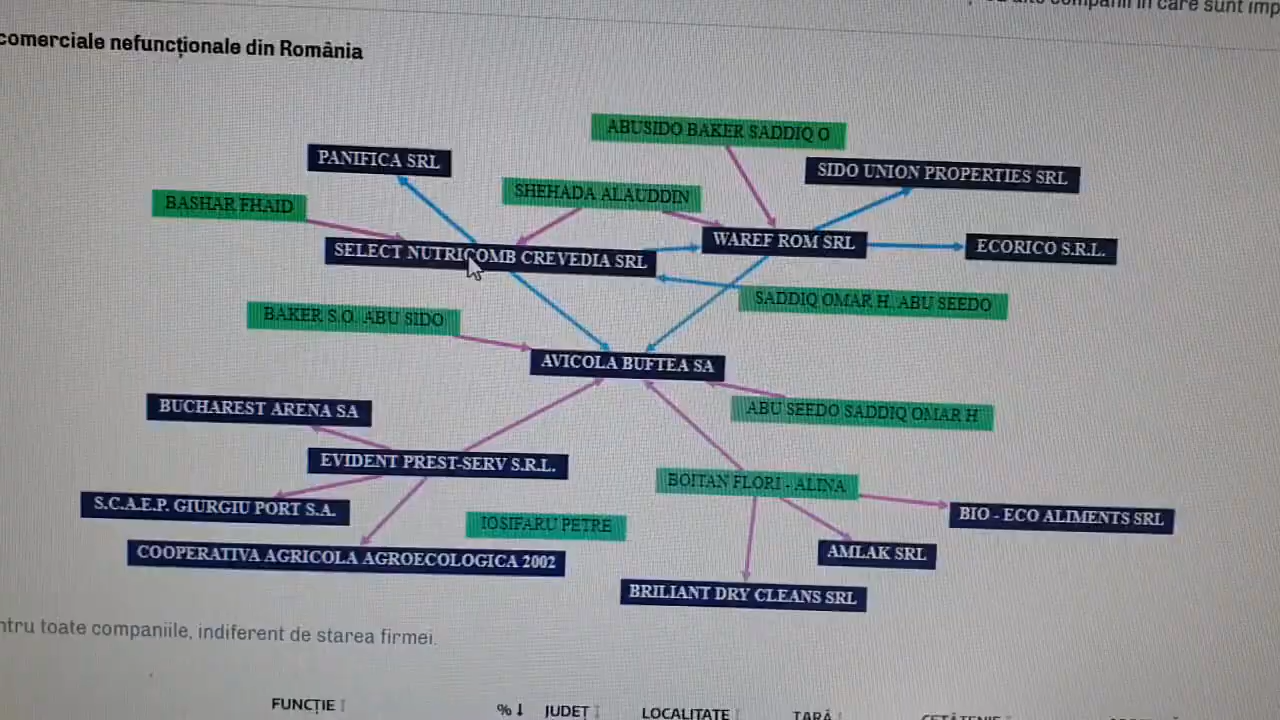 companii în care sunt imp
comerciale nefuncționale din România
ABUSIDO BAKER SADDIQ O
PANIFICA SRL
SIDO UNION PROPERTIES SRL
SHEHADA ALAUDDIN
BASHAR FHAID
WAREF ROM SRL
ECORICO S.R.L.
SELECT NUTRICOMB CREVEDIA SRL
SADDIQ OMAR H. ABU SEEDO
BAKER S.O. ABU SIDO
AVICOLA BUFTEA SA
BUCHAREST ARENA SA
ABU SEEDO SADDIQ OMAR H
EVIDENT PREST-SERV S.R.L.
BOITAN FLORI - ALINA
S.C.A.E.P. GIURGIU PORT S.A.
BIO - ECO ALIMENTS SRL
IOSIFARU PETRE
COOPERATIVA AGRICOLA AGROECOLOGICA 2002
AMLAK SRL
BRILIANT DRY CLEANS SRL
ntru toate companiile, indiferent de starea firmei.
FUNCȚIE % JUDEȚ LOCALITATE ȚARĂ CETĂȚENIE